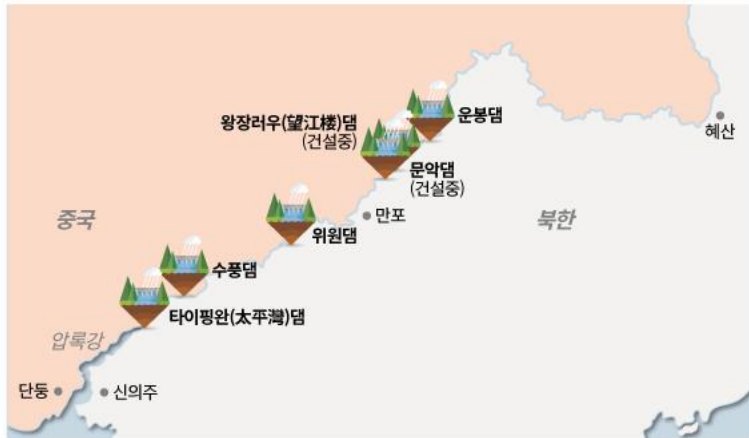 왕장러우(望江楼)댐
(건설중)
운봉댐
혜산
문악댐
(건설중)
중국
만포
북한
위원댐
수풍댐
타이핑완(太平灣)댐
압록강
단둥
신의주